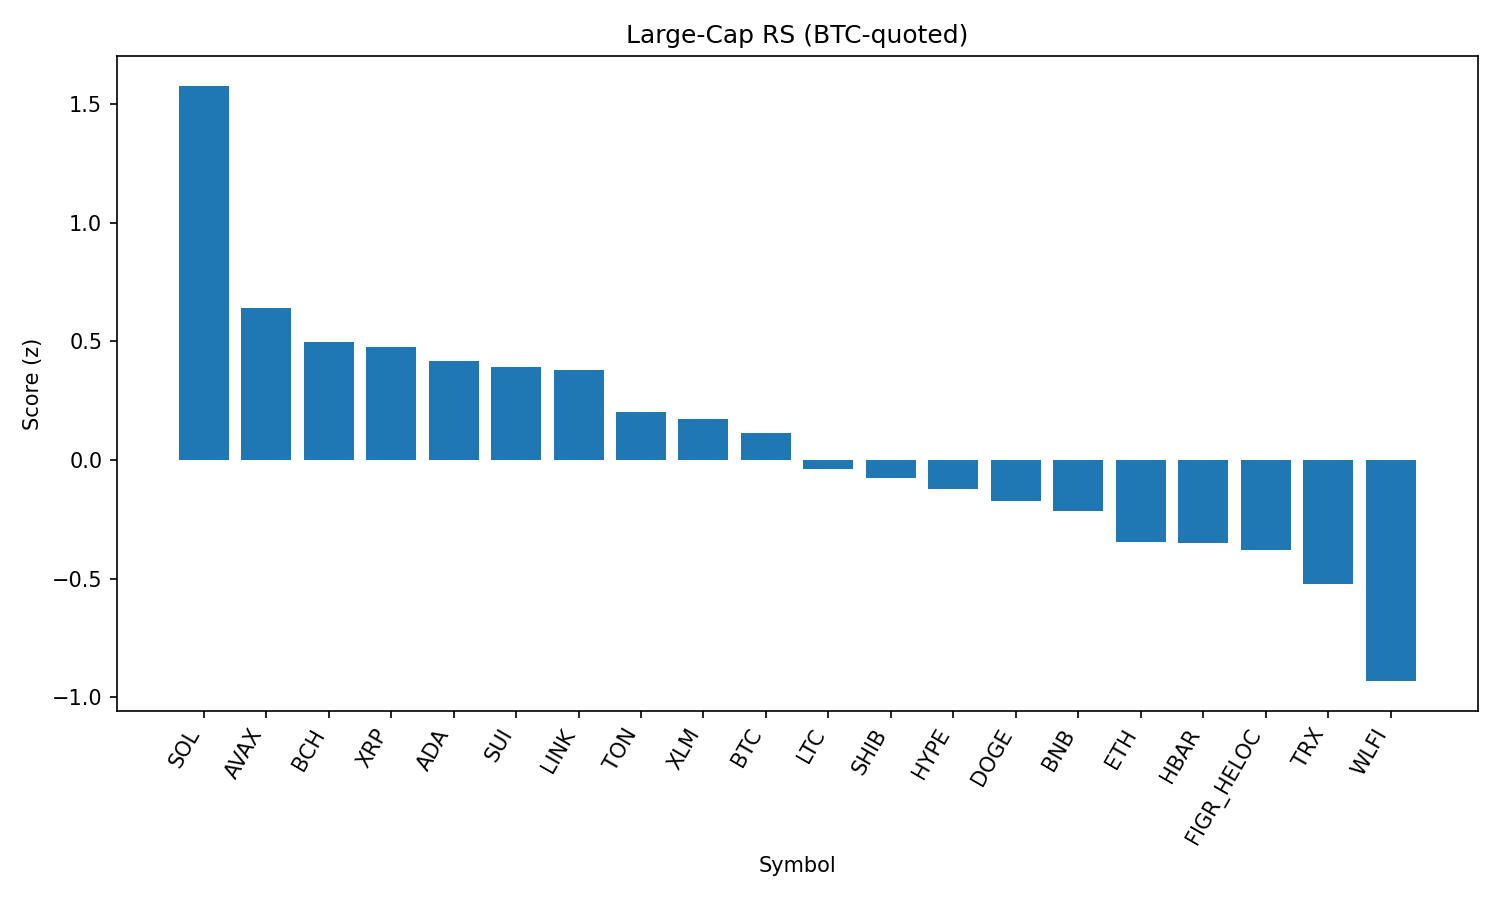 Large-Cap RS (BTC-quoted)
Score (z)
1.5
1.0
0.5
0.0
−0.5
−1.0
SOL
AVAX
BCH
XRP
ADA
SUI
LINK
TON
XLM
BTC
LTC
SHIB
HYPE
DOGE
BNB
ETH
HBAR
FIGR_HELOC
TRX
WLFI
Symbol